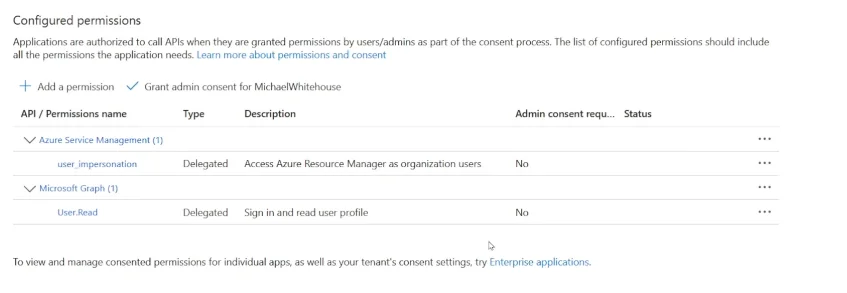 Configured permissions
Applications are authorized to call APIs when they are granted permissions by users/admins as part of the consent process. The list of configured permissions should include
all the permissions the application needs. Learn more about permissions and consent
Add a permission Grant admin consent for MichaelWhitehouse
API / Permissions name Type Description Admin consent requ... Status
Azure Service Management (1) ...
user_impersonation Delegated Access Azure Resource Manager as organization users No ...
Microsoft Graph (1) ...
User.Read Delegated Sign in and read user profile No ...
To view and manage consented permissions for individual apps, as well as your tenant's consent settings, try Enterprise applications.